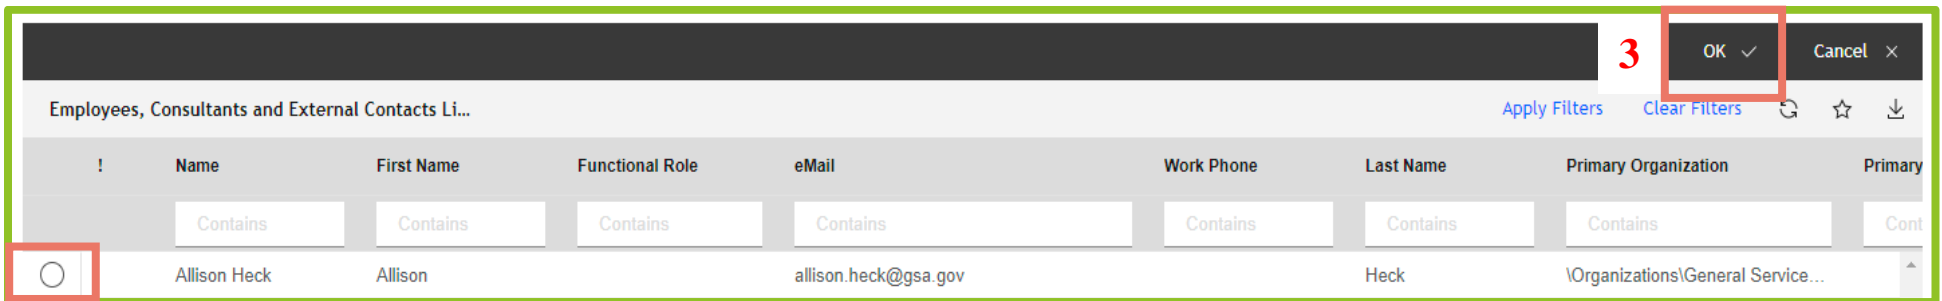 3 OK Cancel
Employees, Consultants and External Contacts Li... Apply Filters Clear Filters
! Name First Name Functional Role eMail Work Phone Last Name Primary Organization Primary
Contains Contains Contains Contains Contains Contains Contains Cont
Allison Heck Allison allison.heck@gsa.gov Heck \Organizations\General Service...